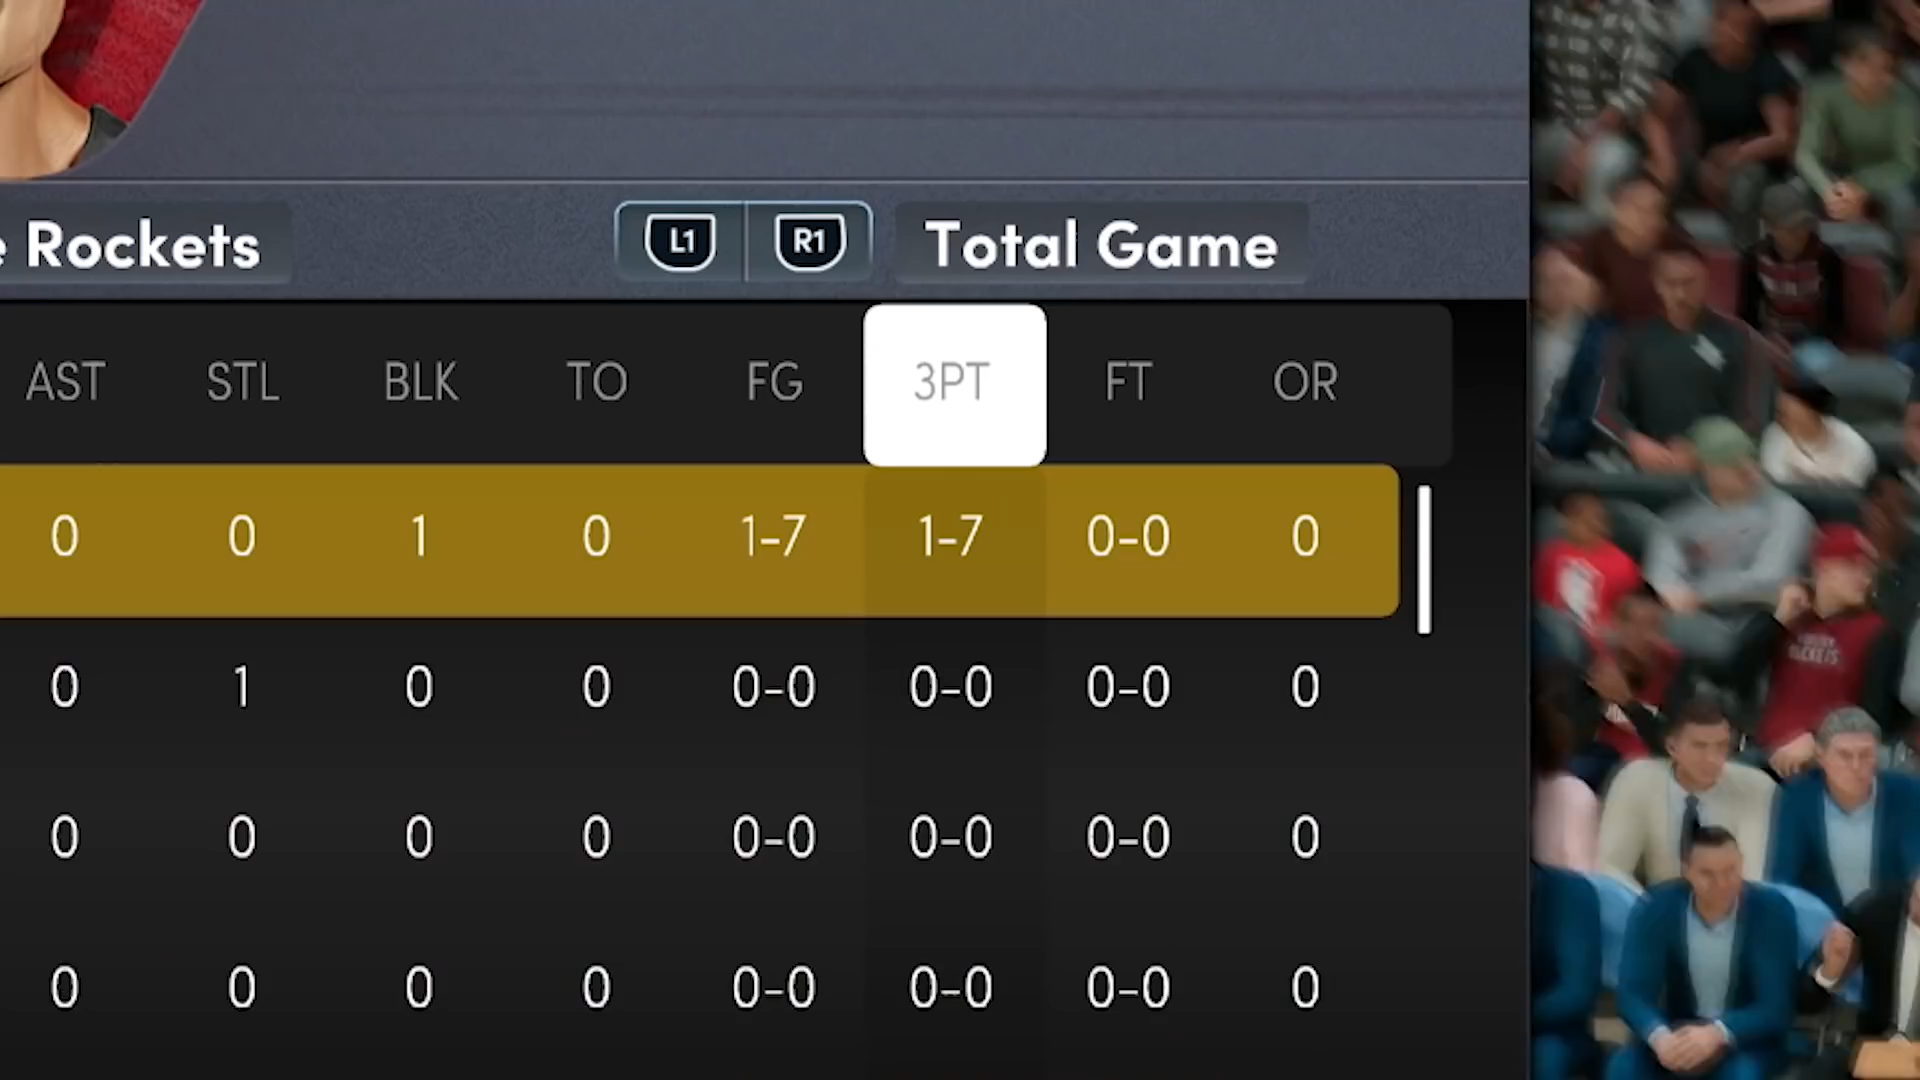 e Rockets L1 R1 Total Game
AST STL BLK TO FG 3PT FT OR
0 0 1 0 1-7 1-7 0-0 0
0 1 0 0 0-0 0-0 0-0 0
0 0 0 0 0-0 0-0 0-0 0
0 0 0 0 0-0 0-0 0-0 0